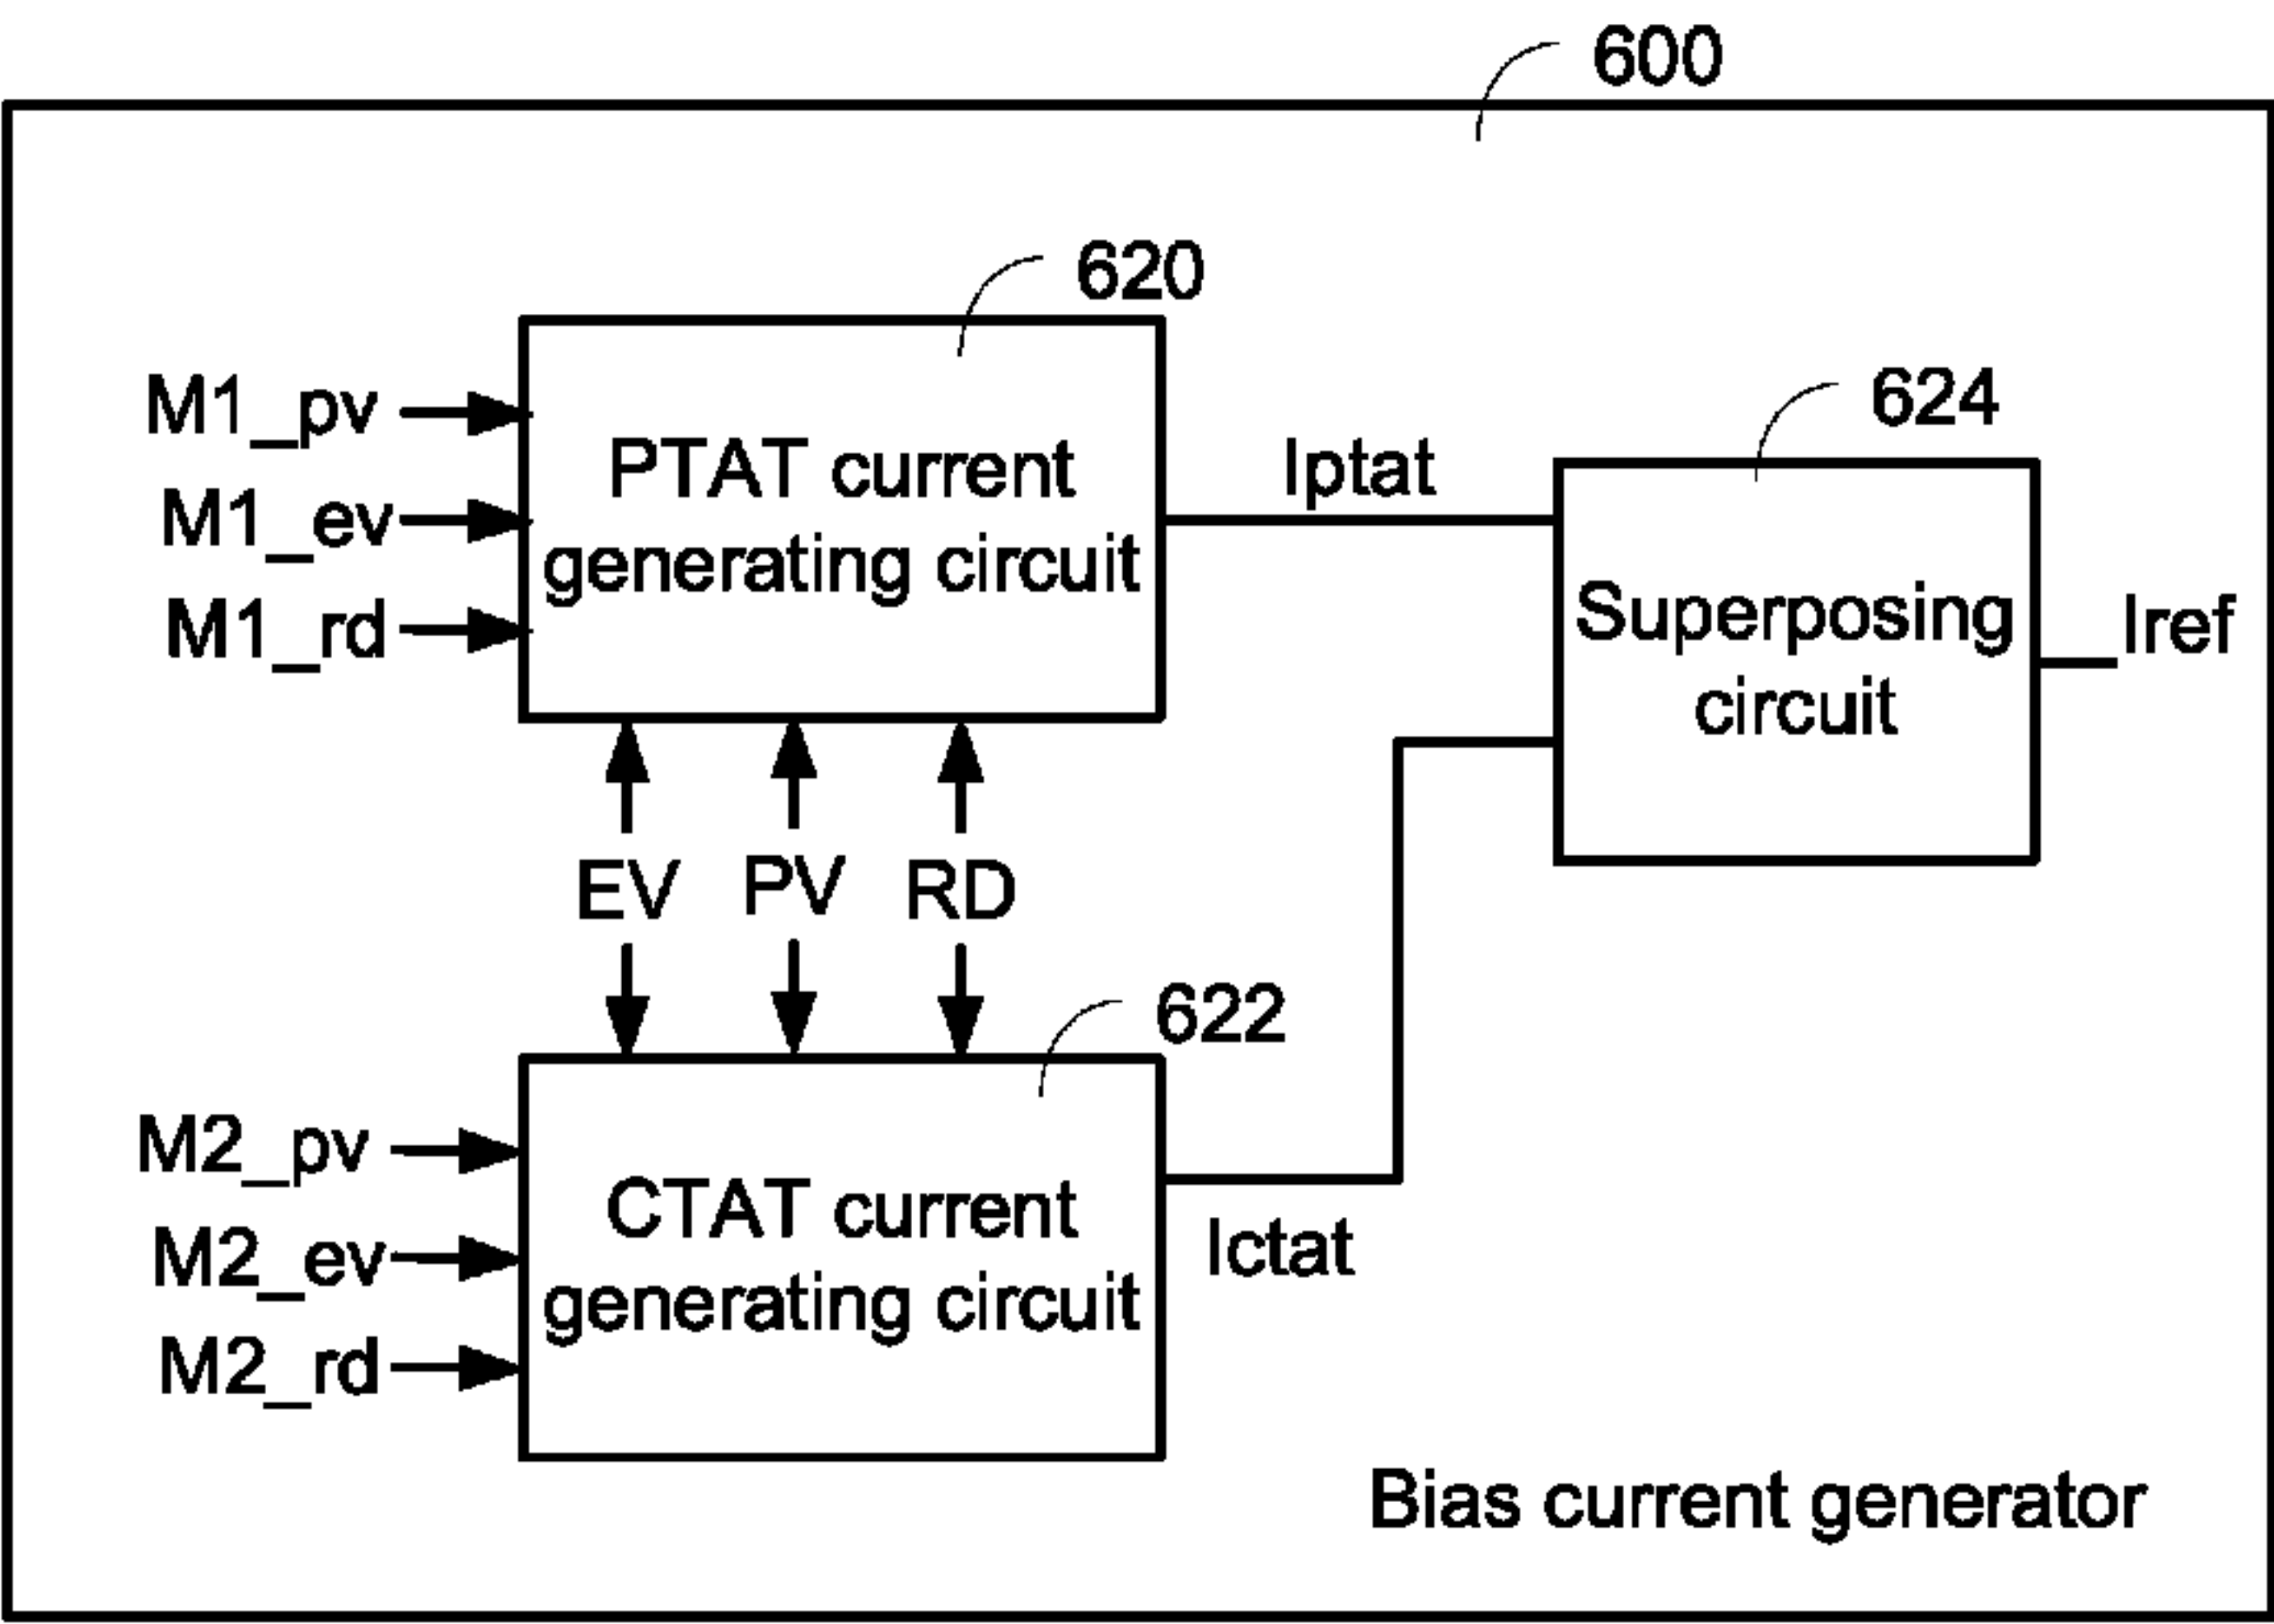 600
620
M1_pv
M1_ev
M1_rd
PTAT current
generating circuit
Iptat
624
Superposing
circuit
Iref
EV PV RD
622
M2_pv
M2_ev
M2_rd
CTAT current
generating circuit
Ictat
Bias current generator